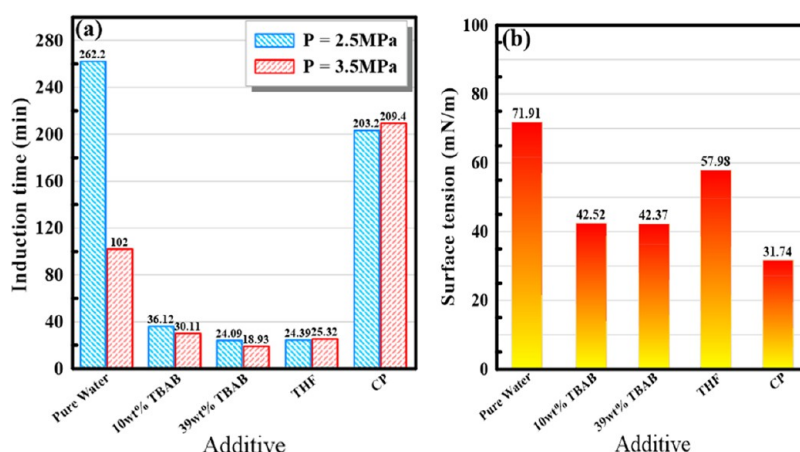 (a)
P = 2.5MPa
P = 3.5MPa
Induction time (min)
280
240
200
160
120
80
40
0
262.2
102
36.12
30.11
24.09
18.93
24.39
25.32
203.2
209.4
Pure Water
10wt% TBAB
39wt% TBAB
THF
CP
Additive
(b)
Surface tension (mN/m)
100
80
60
40
20
0
71.91
42.52
42.37
57.98
31.74
Pure Water
10wt% TBAB
39wt% TBAB
THF
CP
Additive